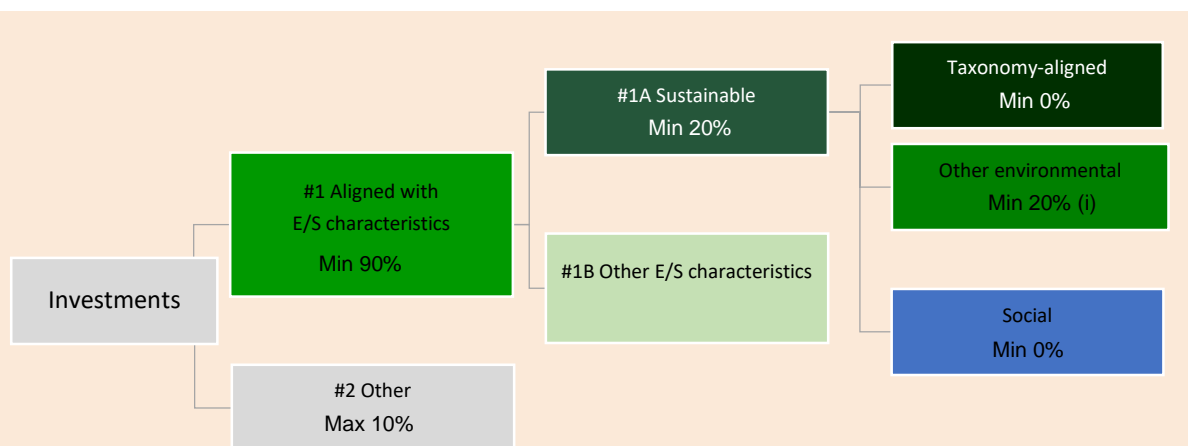 Investments
#1 Aligned with
E/S characteristics
Min 90%
#2 Other
Max 10%
#1A Sustainable
Min 20%
#1B Other E/S characteristics
Taxonomy-aligned
Min 0%
Other environmental
Min 20% (i)
Social
Min 0%